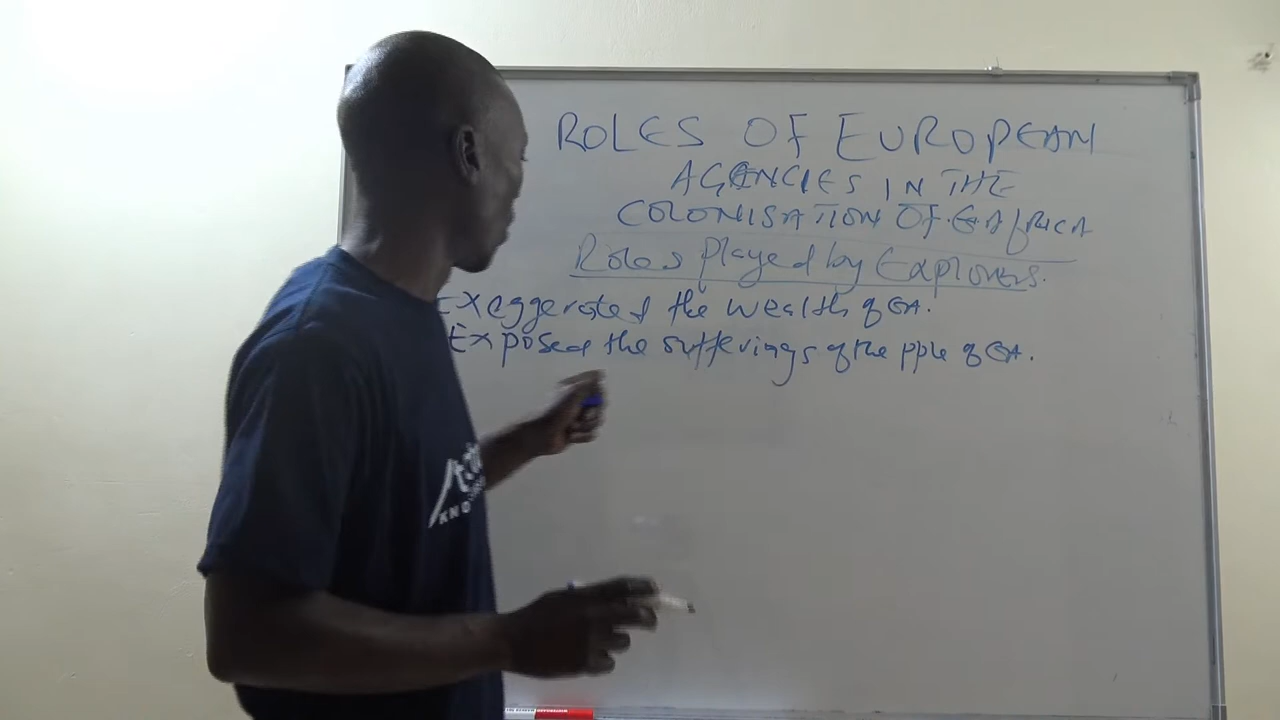 ROLES OF EUROPEAN
AGENCIES IN THE
COLONISATION OF E.AfRICA
Roles played by Explorers.
Exaggerated the wealth of EA.
Exposed the sufferings of the pple of EA.